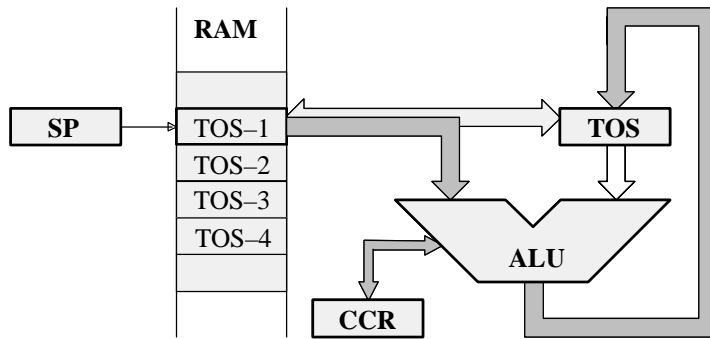 RAM
SP
TOS–1
TOS
TOS–2
TOS–3
TOS–4
ALU
CCR